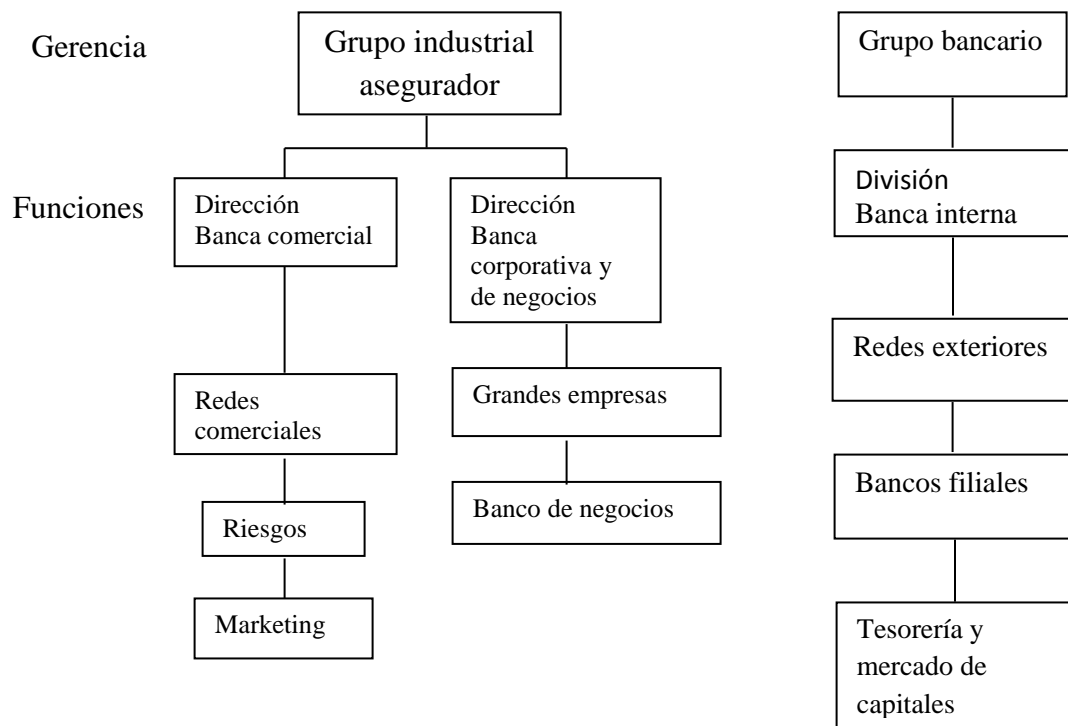 Gerencia
Grupo industrial
asegurador
Grupo bancario
Funciones
Dirección
Banca comercial
Dirección
Banca
corporativa y
de negocios
División
Banca interna
Redes
comerciales
Grandes empresas
Redes exteriores
Riesgos
Banco de negocios
Bancos filiales
Marketing
Tesorería y
mercado de
capitales